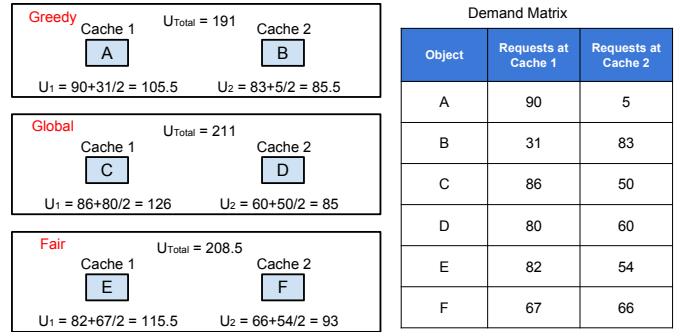 Greedy
UTotal = 191
Cache 1
Cache 2
A
B
U1 = 90+31/2 = 105.5
U2 = 83+5/2 = 85.5
Global
UTotal = 211
Cache 1
Cache 2
C
D
U1 = 86+80/2 = 126
U2 = 60+50/2 = 85
Fair
UTotal = 208.5
Cache 1
Cache 2
E
F
U1 = 82+67/2 = 115.5
U2 = 66+54/2 = 93
Demand Matrix
Object
Requests at
Cache 1
Requests at
Cache 2
A 90 5
B 31 83
C 86 50
D 80 60
E 82 54
F 67 66